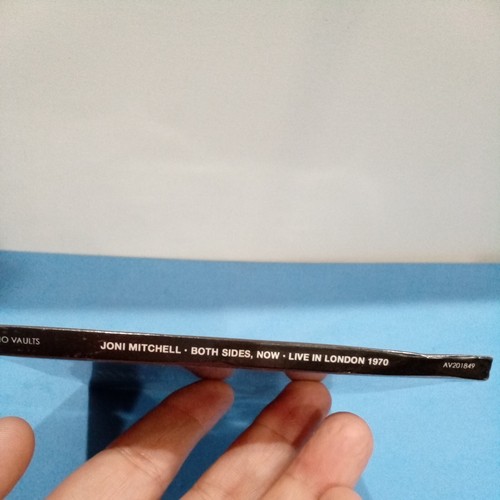 VAULTS JONI MITCHELL · BOTH SIDES, NOW · LIVE IN LONDON 1970 AV201849